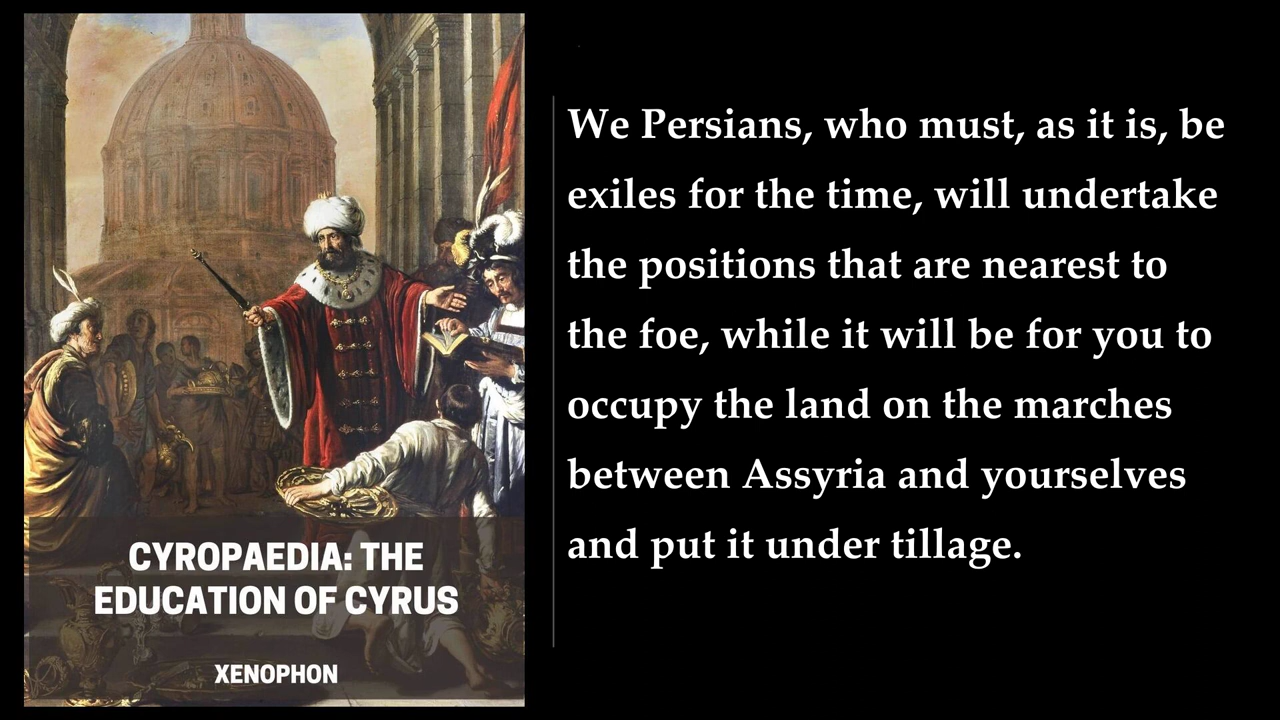 CYROPAEDIA: THE
EDUCATION OF CYRUS
XENOPHON
We Persians, who must, as it is, be
exiles for the time, will undertake
the positions that are nearest to
the foe, while it will be for you to
occupy the land on the marches
between Assyria and yourselves
and put it under tillage.